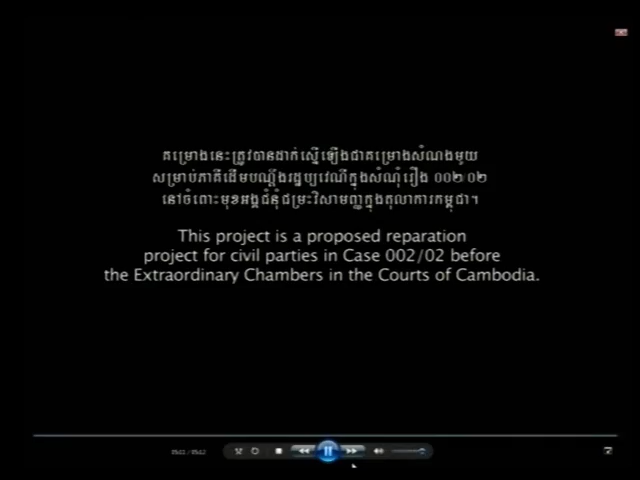 គម្រោងនេះត្រូវបានដាក់ស្នើឡើងជាគម្រោងសំណងមួយ
សម្រាប់ភាគីដើមបណ្តឹងរដ្ឋប្បវេណីក្នុងសំណុំរឿង ០០២/០២
នៅចំពោះមុខអង្គជំនុំជម្រះវិសាមញ្ញក្នុងតុលាការកម្ពុជា។
This project is a proposed reparation
project for civil parties in Case 002/02 before
the Extraordinary Chambers in the Courts of Cambodia.